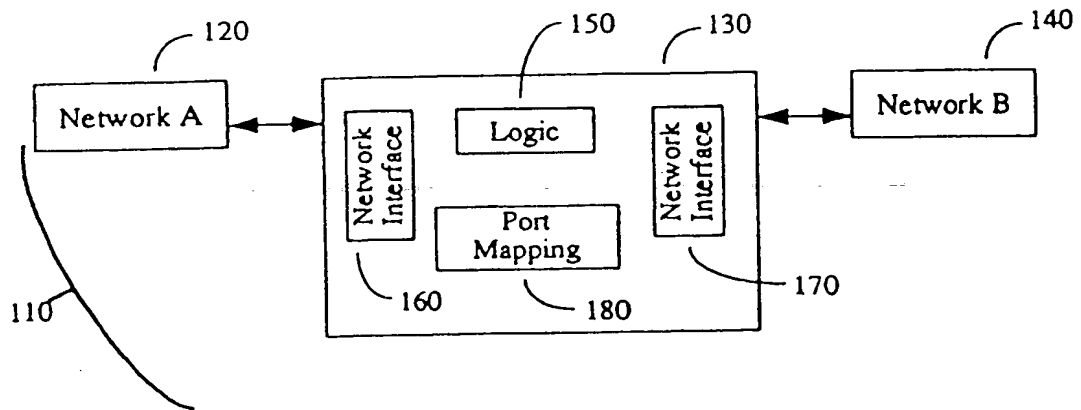 120
150
130
140
Network A
Logic
Network
Interface
Network
Interface
Network B
Port
Mapping
110
160
180
170